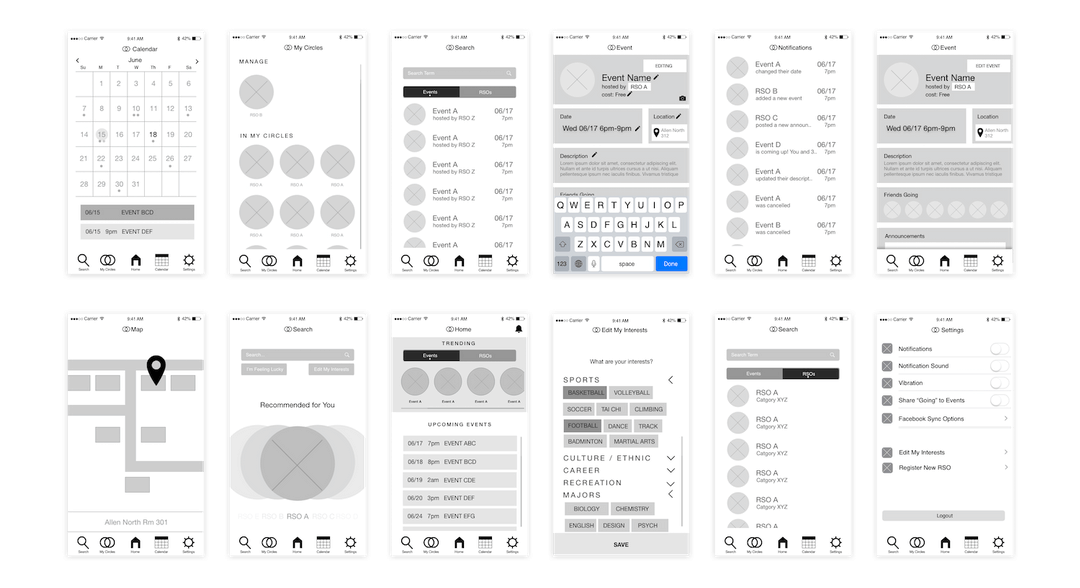 Carrier 9:41 AM 42%
Calendar
June
Su M T W Th F Sa
1 2 3 4 5 6
7 8 9 10 11 12 13
14 15 16 17 18 19 20
21 22 23 24 25 26 27
28 29 30 31
06/15 EVENT BCD
06/15 9pm EVENT DEF
Search My Circles Home Calendar Settings
Carrier 9:41 AM 42%
My Circles
MANAGE
RSO B
IN MY CIRCLES
RSO A RSO A RSO A
RSO A RSO A RSO A
Search My Circles Home Calendar Settings
Carrier 9:41 AM 42%
Search
Search Term
Events RSOs
Event A 06/17
hosted by RSO Z 7pm
Event A 06/17
hosted by RSO Z 7pm
Event A 06/17
hosted by RSO Z 7pm
Event A 06/17
hosted by RSO Z 7pm
Event A 06/17
hosted by RSO Z 7pm
Event A 06/17
Search My Circles Home Calendar Settings
Carrier 9:41 AM 42%
Event
EDITING
Event Name
hosted by RSO A
cost: Free
Date
Wed 06/17 6pm-9pm
Location
Allen North
312
Description
Lorem ipsum dolor sit amet, consectetur adipiscing elit.
Nunc et ante id turpis ultrices cursus a ut risus. Aliquam
pellentesque ipsum nec iaculis finibus. Vivamus tristique
Friends Going
Q W E R T Y U I O P
A S D F G H J K L
Z X C V B N M
123 space Done
Carrier 9:41 AM 42%
Notifications
Event A 06/17
changed their date 7pm
RSO B 06/17
added a new event 7pm
RSO C 06/17
posted a new announ.. 7pm
Event D 06/17
is coming up! You and 3.. 7pm
Event A 06/17
updated their descript.. 7pm
Event A 06/17
was cancelled 7pm
Event B 06/17
was cancelled 7pm
Search My Circles Home Calendar Settings
Carrier 9:41 AM 42%
Event
EDIT EVENT
Event Name
hosted by RSO A
cost: Free
Date
Wed 06/17 6pm-9pm
Location
Allen North
312
Description
Lorem ipsum dolor sit amet, consectetur adipiscing elit.
Nunc et ante id turpis ultrices cursus a ut risus. Aliquam
pellentesque ipsum nec iaculis finibus. Vivamus tristique
Friends Going
Announcements
Search My Circles Home Calendar Settings
Carrier 9:41 AM 42%
Map
Allen North Rm 301
Search My Circles Home Calendar Settings
Carrier 9:41 AM 42%
Search
Search...
I'm Feeling Lucky Edit My Interests
Recommended for You
RSO A
Search My Circles Home Calendar Settings
Carrier 9:41 AM 42%
Home
TRENDING
Events RSOs
Event A Event A Event A Event A
UPCOMING EVENTS
06/17 7pm EVENT ABC
06/18 8pm EVENT BCD
06/19 2am EVENT CDE
06/20 3pm EVENT DEF
06/24 7pm EVENT EFG
Search My Circles Home Calendar Settings
Carrier 9:41 AM 42%
Edit My Interests
What are your interests?
SPORTS
BASKETBALL VOLLEYBALL
SOCCER TAI CHI CLIMBING
FOOTBALL DANCE TRACK
BADMINTON MARTIAL ARTS
CULTURE / ETHNIC
CAREER
RECREATION
MAJORS
BIOLOGY CHEMISTRY
ENGLISH DESIGN PSYCH
SAVE
Carrier 9:41 AM 42%
Search
Search Term
Events RSOs
RSO A
Catgory XYZ
RSO A
Catgory XYZ
RSO A
Catgory XYZ
RSO A
Catgory XYZ
RSO A
Catgory XYZ
RSO A
Search My Circles Home Calendar Settings
Carrier 9:41 AM 42%
Settings
Notifications
Notification Sound
Vibration
Share "Going" to Events
Facebook Sync Options
Edit My Interests
Register New RSO
Logout
Search My Circles Home Calendar Settings